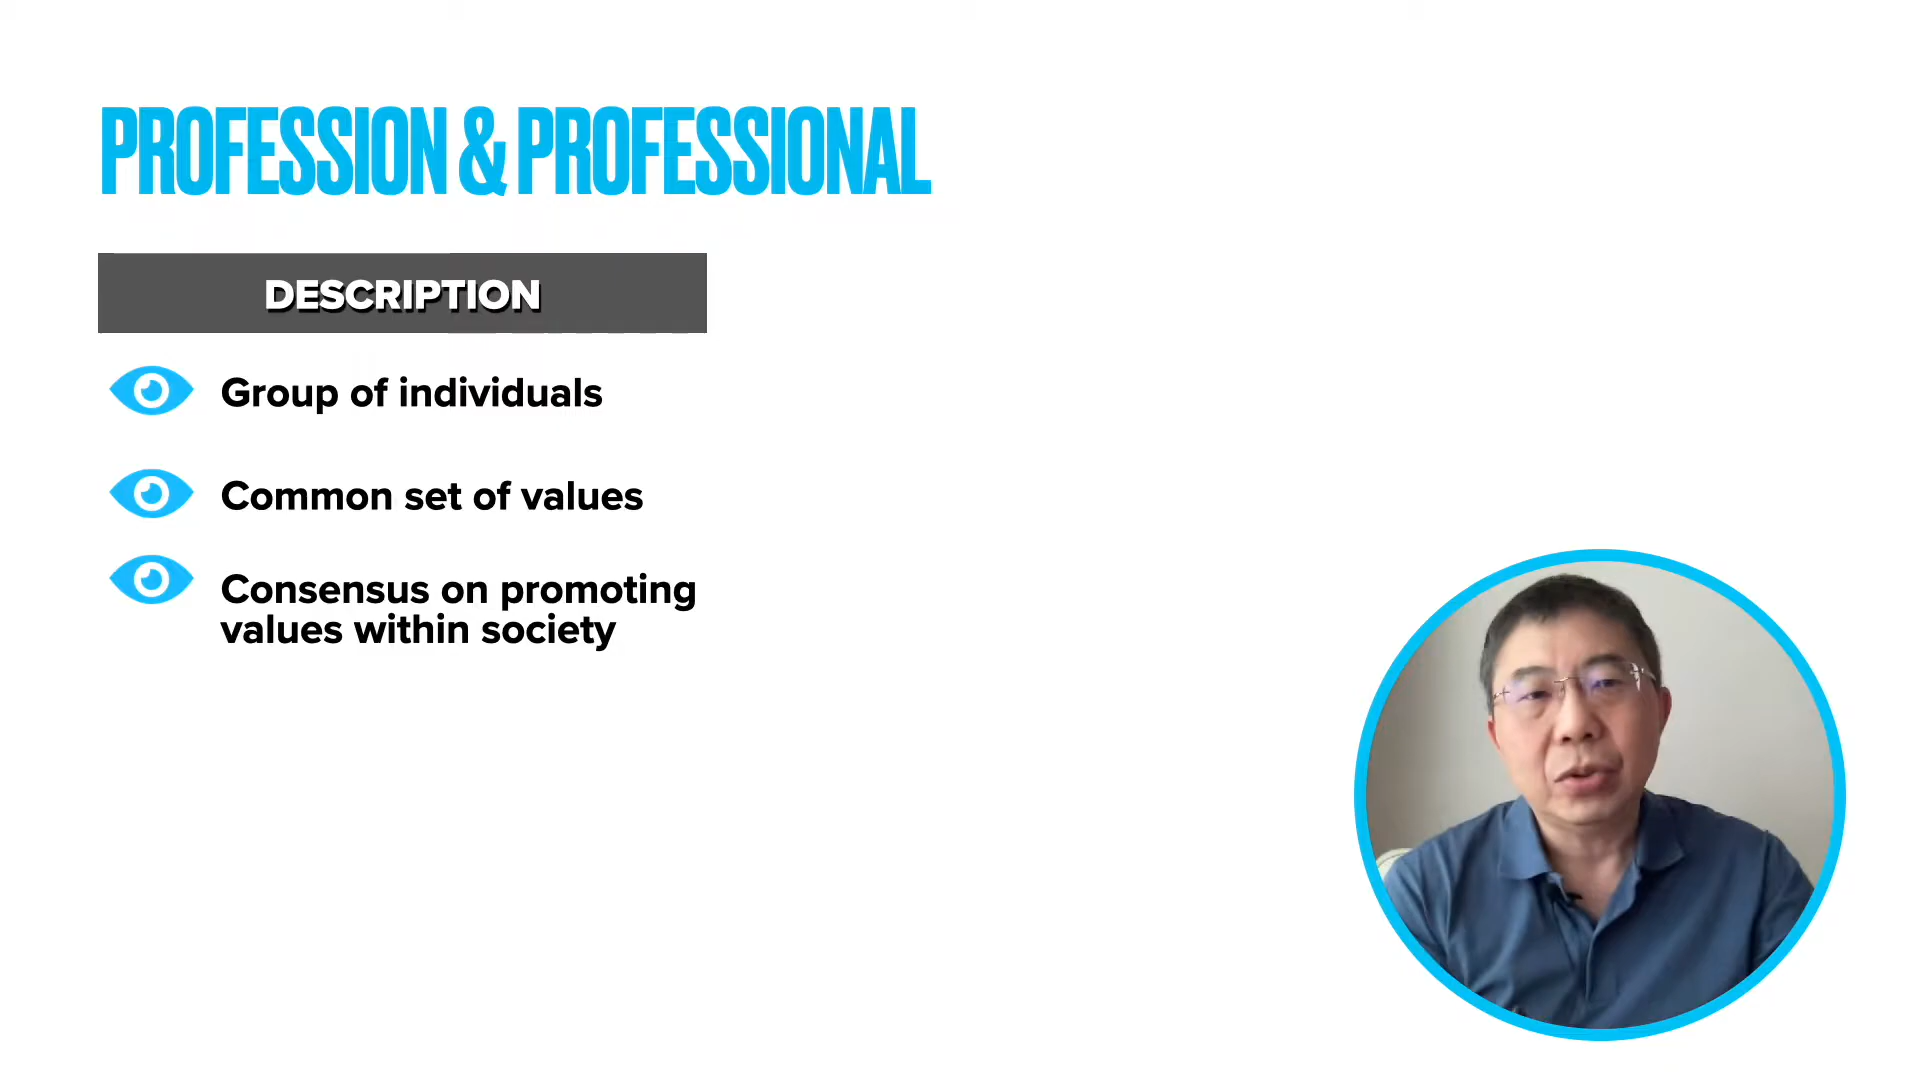 PROFESSION & PROFESSIONAL
DESCRIPTION
Group of individuals
Common set of values
Consensus on promoting
values within society